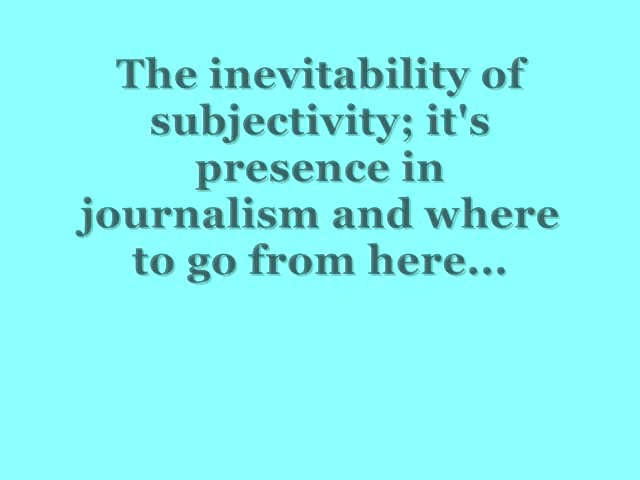 The inevitability of
subjectivity; it's
presence in
journalism and where
to go from here...